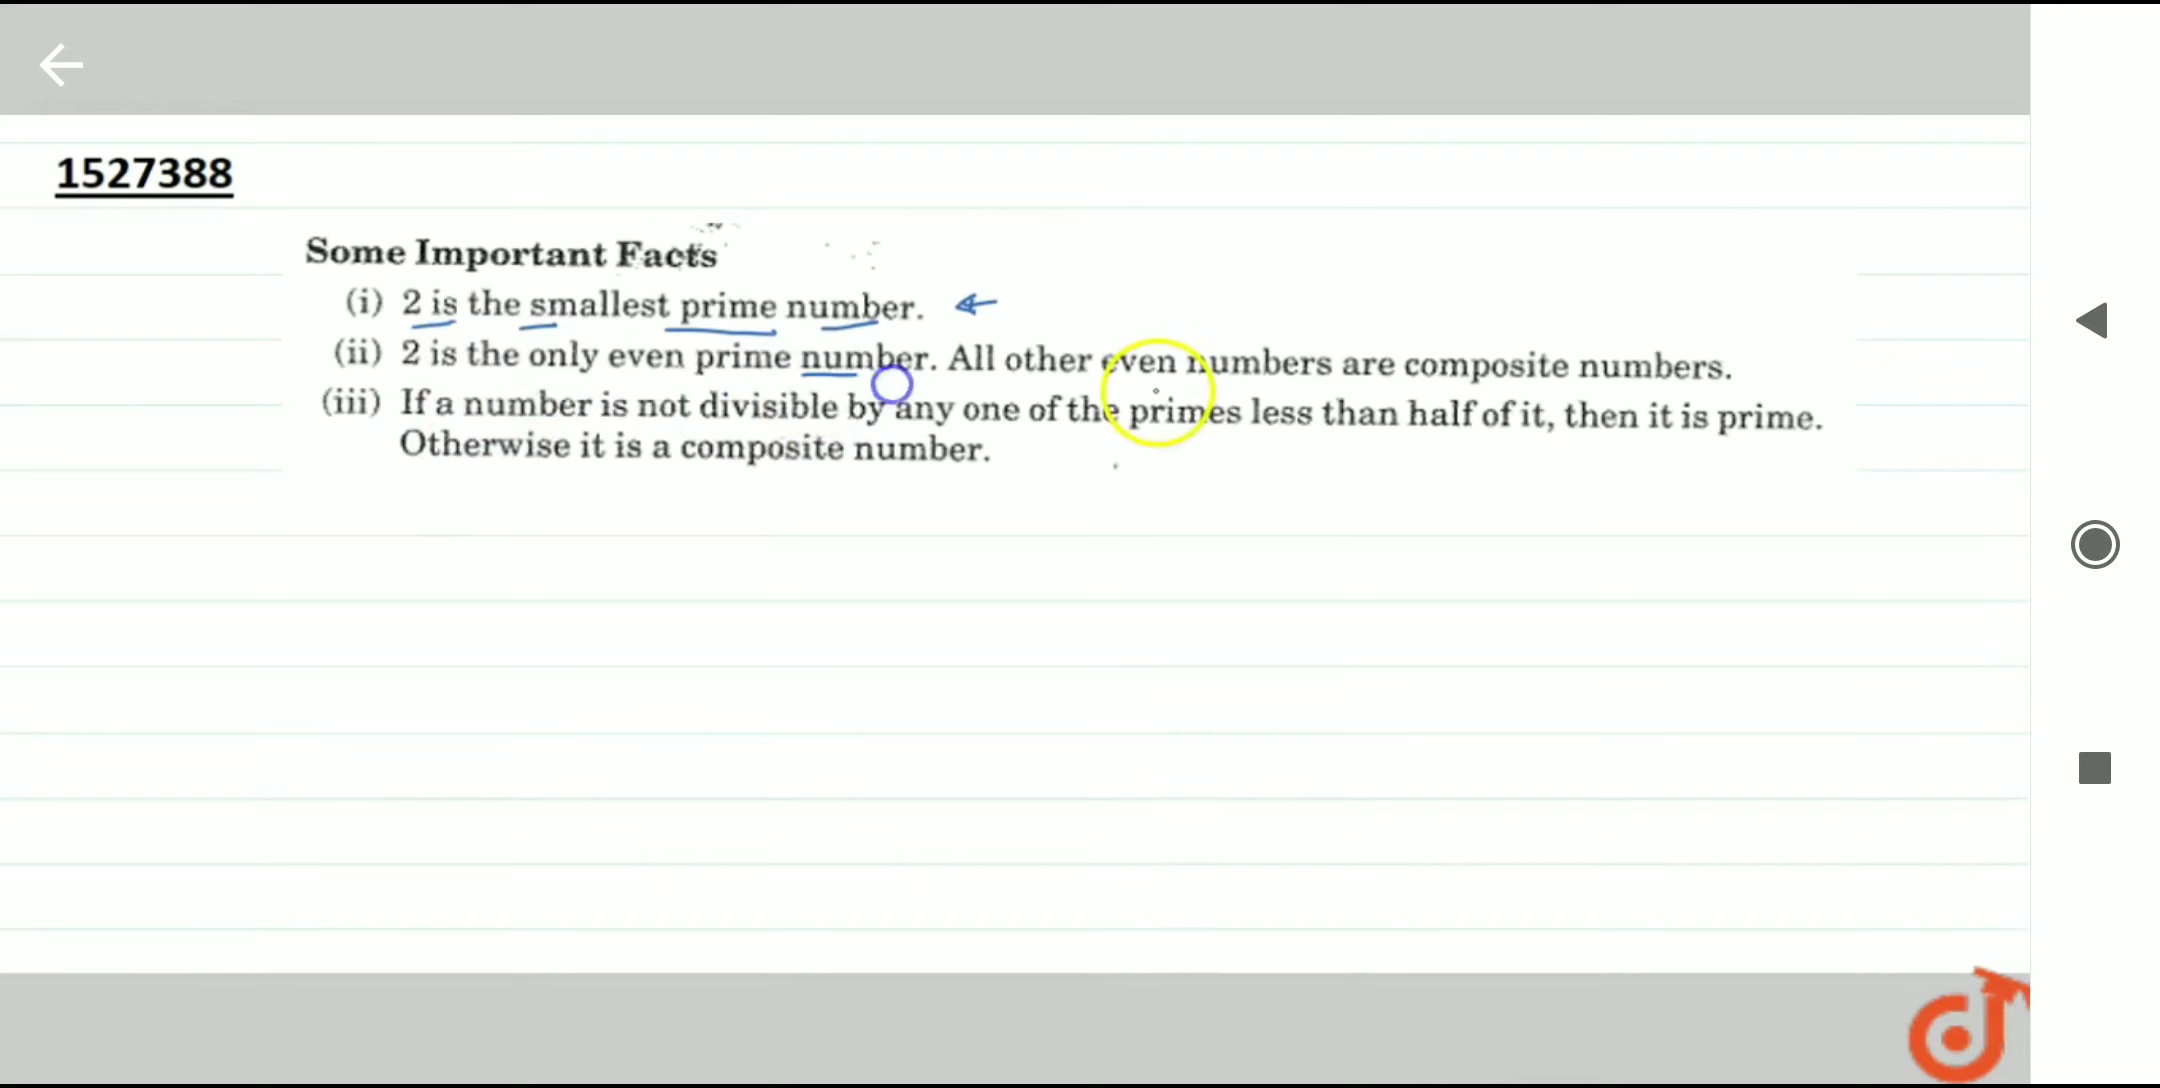 1527388
Some Important Facts
(i) 2 is the smallest prime number.
(ii) 2 is the only even prime number. All other even numbers are composite numbers.
(iii) If a number is not divisible by any one of the primes less than half of it, then it is prime.
Otherwise it is a composite number.